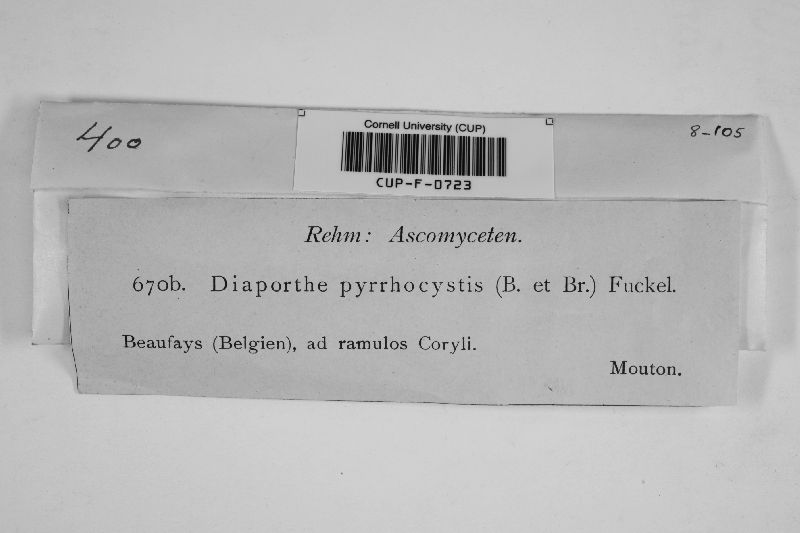 400
Cornell University (CUP)
CUP-F-0723
8-105
Rehm: Ascomyceten.
670b. Diaporthe pyrrhocystis (B. et Br.) Fuckel.
Beaufays (Belgien), ad ramulos Coryli.
Mouton.